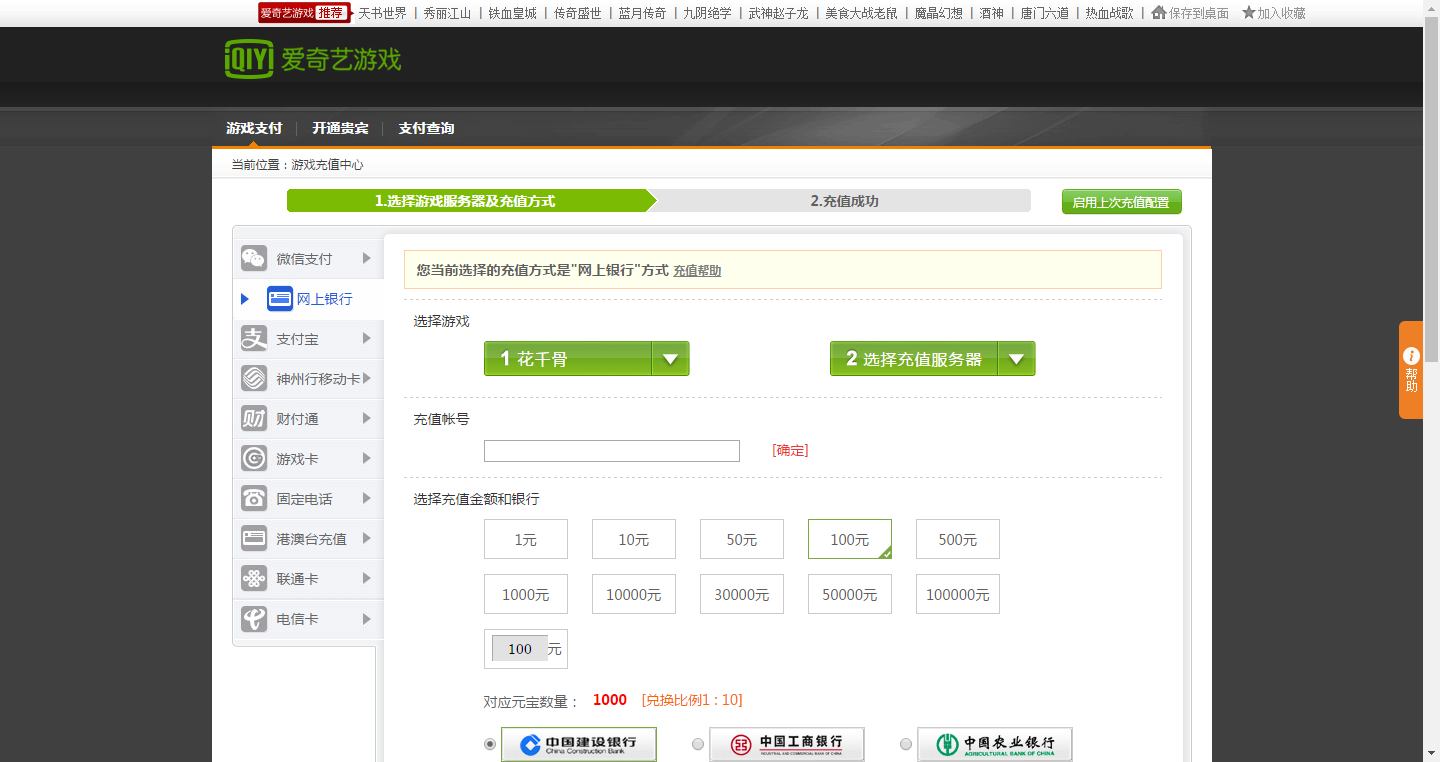 爱奇艺游戏 推荐 天书世界 | 秀丽江山 | 铁血皇城 | 传奇盛世 | 蓝月传奇 | 九阴绝学 | 武神赵子龙 | 美食大战老鼠 | 魔晶幻想 | 酒神 | 唐门六道 | 热血战歌 | 保存到桌面 加入收藏
iQIYI 爱奇艺游戏
游戏支付 | 开通贵宾 | 支付查询
当前位置：游戏充值中心
1.选择游戏服务器及充值方式 2.充值成功 启用上次充值配置
微信支付
网上银行
支付宝
神州行移动卡
财付通
游戏卡
固定电话
港澳台充值
联通卡
电信卡
您当前选择的充值方式是"网上银行"方式 充值帮助
选择游戏
1 花千骨 2 选择充值服务器
充值帐号
[确定]
选择充值金额和银行
1元 10元 50元 100元 500元
1000元 10000元 30000元 50000元 100000元
100 元
对应元宝数量： 1000 [兑换比例1：10]
中国建设银行 中国工商银行 中国农业银行
China Construction Bank INDUSTRIAL AND COMMERCIAL BANK OF CHINA AGRICULTURAL BANK OF CHINA
帮助